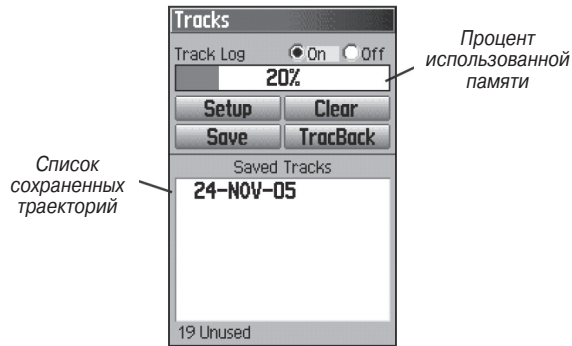 Tracks
Track Log On Off
20%
Setup Clear
Save TracBack
Saved Tracks
24-NOV-05
19 Unused
Процент
использованной
памяти
Список
сохраненных
траекторий